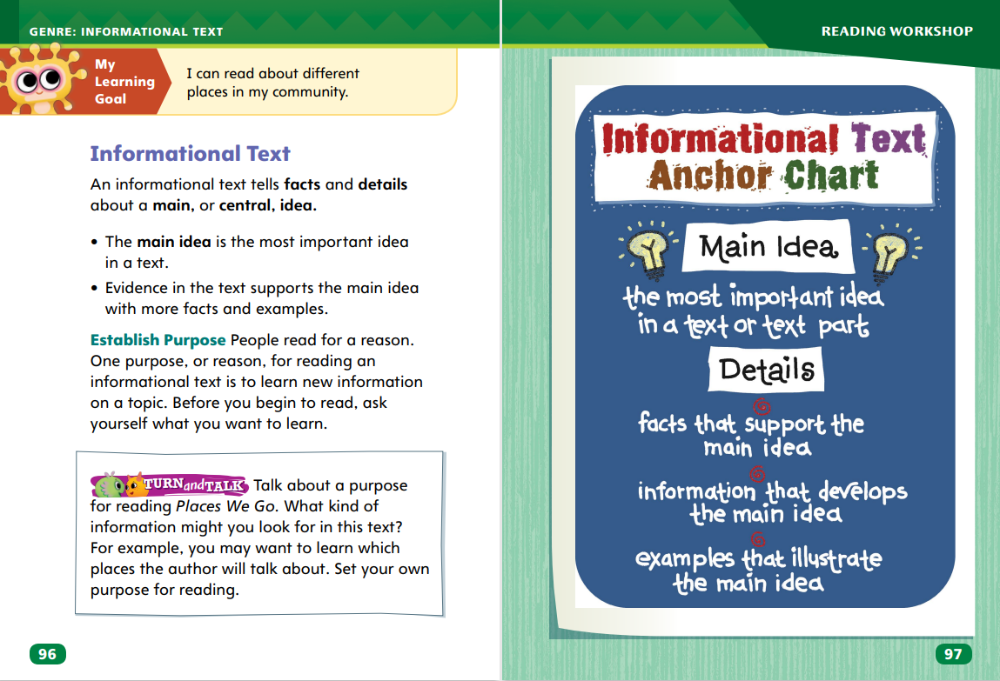 GENRE: INFORMATIONAL TEXT
My
Learning
Goal
I can read about different
places in my community.
Informational Text
An informational text tells facts and details
about a main, or central, idea.
• The main idea is the most important idea
in a text.
• Evidence in the text supports the main idea
with more facts and examples.
Establish Purpose People read for a reason.
One purpose, or reason, for reading an
informational text is to learn new information
on a topic. Before you begin to read, ask
yourself what you want to learn.
TURN and TALK Talk about a purpose
for reading Places We Go. What kind of
information might you look for in this text?
For example, you may want to learn which
places the author will talk about. Set your own
purpose for reading.
96
READING WORKSHOP
Informational Text
Anchor Chart
Main Idea
the most important idea
in a text or text part
Details
facts that support the
main idea
information that develops
the main idea
examples that illustrate
the main idea
97